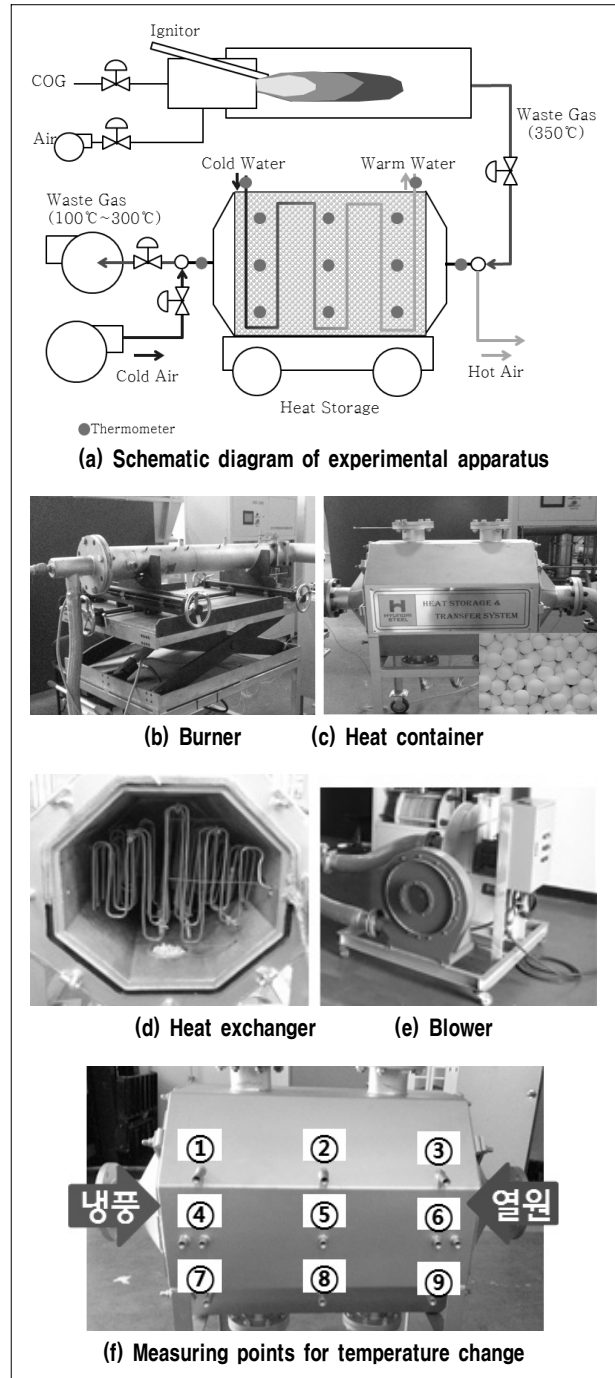 Ignitor
COG
Air
Waste Gas
(350℃)
Cold Water
Warm Water
Waste Gas
(100℃~300℃)
Cold Air
Hot Air
Heat Storage
Thermometer
(a) Schematic diagram of experimental apparatus
H
HYUNDAI
STEEL
HEAT STORAGE &
TRANSFER SYSTEM
(b) Burner
(c) Heat container
(d) Heat exchanger
(e) Blower
① ② ③
냉풍
④ ⑤ ⑥
열원
⑦ ⑧ ⑨
(f) Measuring points for temperature change